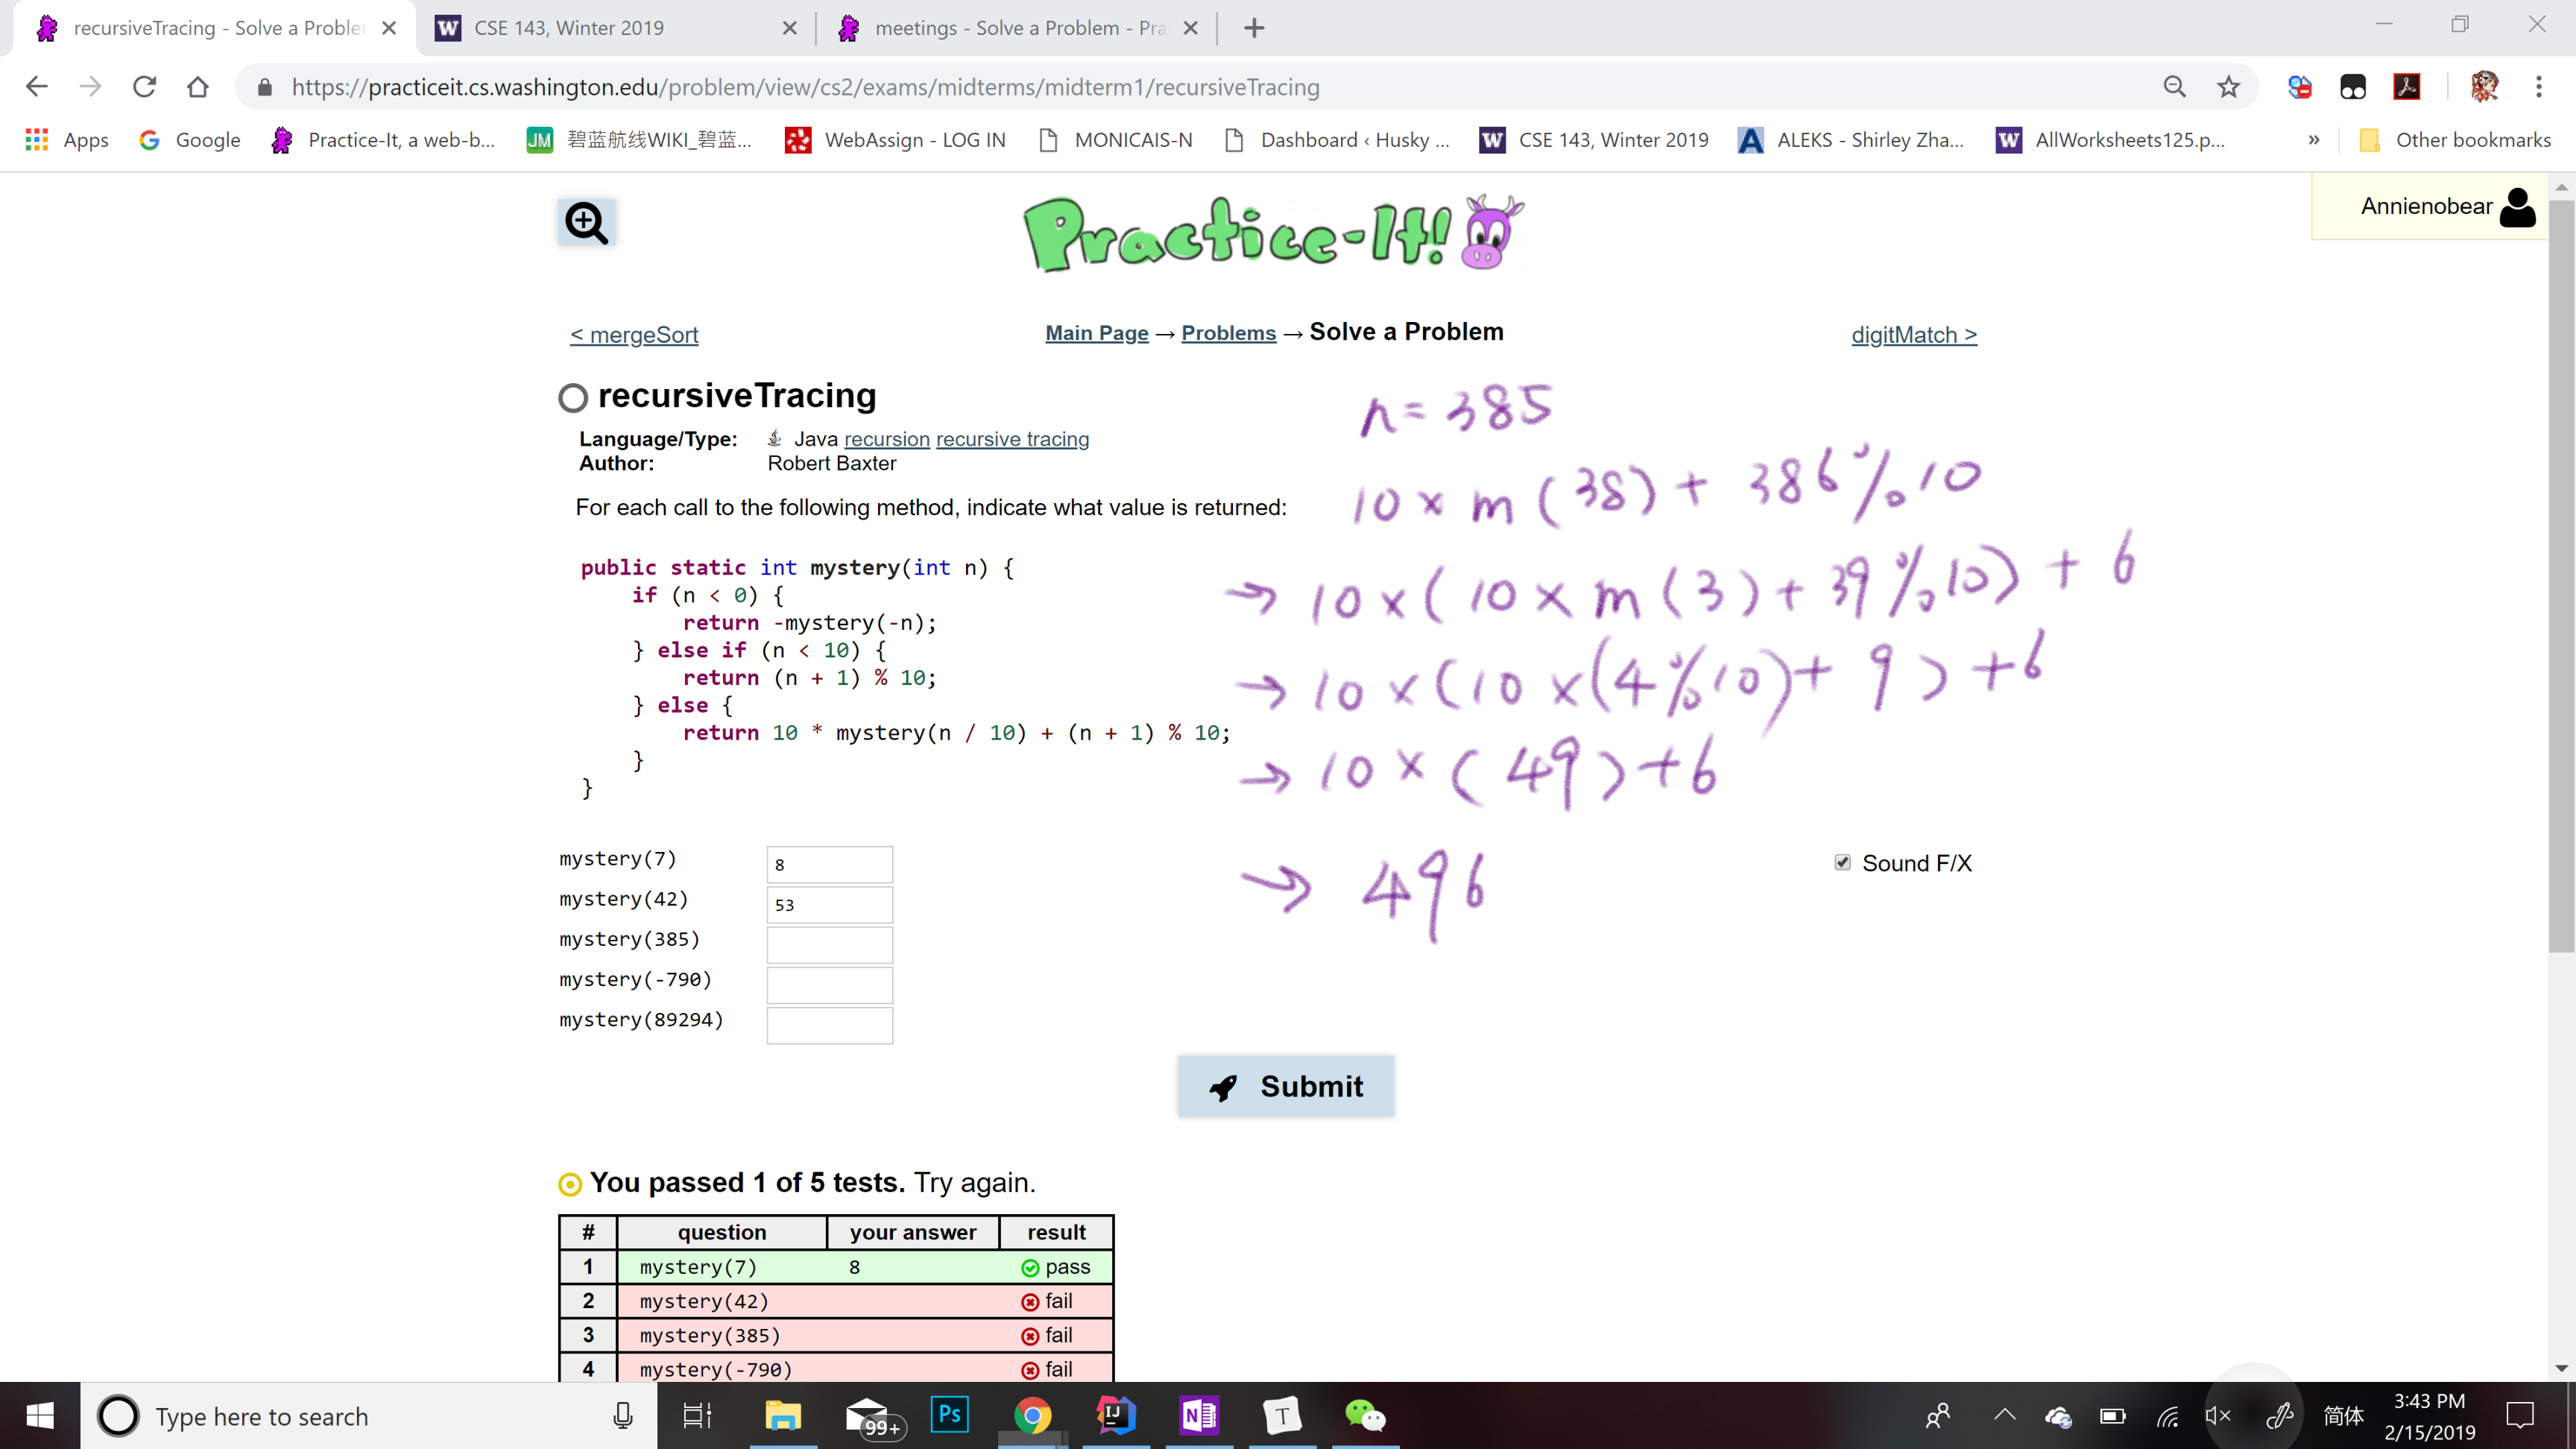 recursiveTracing - Solve a Probler
CSE 143, Winter 2019
meetings - Solve a Problem - Pra
https://practiceit.cs.washington.edu/problem/view/cs2/exams/midterms/midterm1/recursiveTracing
Apps
Google
Practice-It, a web-b...
JM
碧蓝航线WIKI_碧蓝...
WebAssign - LOG IN
MONICAIS-N
Dashboard ‹ Husky ...
W
CSE 143, Winter 2019
A
ALEKS - Shirley Zha...
W
AllWorksheets125.p...
»
Other bookmarks
Practice-It!
Annienobear
< mergeSort
Main Page → Problems → Solve a Problem
digitMatch >
recursiveTracing
Language/Type: Java recursion recursive tracing
Author: Robert Baxter
For each call to the following method, indicate what value is returned:
public static int mystery(int n) {
if (n < 0) {
return -mystery(-n);
} else if (n < 10) {
return (n + 1) % 10;
} else {
return 10 * mystery(n / 10) + (n + 1) % 10;
}
}
n = 385
10 × m (38) + 386 % 10
→ 10 × ( 10 × m (3) + 39 % 10) + 6
→ 10 × (10 × (4 % 10) + 9 ) + 6
→ 10 × ( 49 ) + 6
→ 496
mystery(7) 8
mystery(42) 53
mystery(385)
mystery(-790)
mystery(89294)
Sound F/X
Submit
You passed 1 of 5 tests. Try again.
# question your answer result
1 mystery(7) 8 pass
2 mystery(42) fail
3 mystery(385) fail
4 mystery(-790) fail
Type here to search
99+
Ps
IJ
N
T
简体
3:43 PM
2/15/2019